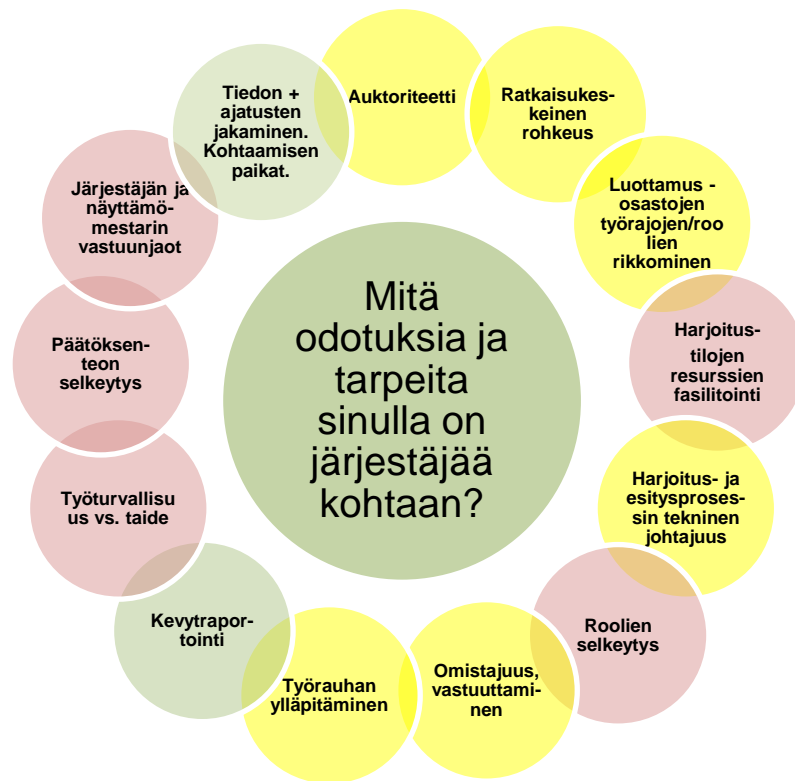 Mitä
odotuksia ja
tarpeita
sinulla on
järjestäjää
kohtaan?
Auktoriteetti
Ratkaisukes-
keinen
rohkeus
Luottamus -
osastojen
työrajojen/roo
lien
rikkominen
Harjoitus-
tilojen
resurssien
fasilitointi
Harjoitus- ja
esitysproses-
sin tekninen
johtajuus
Roolien
selkeytys
Omistajuus,
vastuuttami-
nen
Työrauhan
ylläpitäminen
Kevytrapor-
tointi
Työturvallisu
us vs. taide
Päätöksen-
teon
selkeytys
Järjestäjän ja
näyttämö-
mestarin
vastuunjaot
Tiedon +
ajatusten
jakaminen.
Kohtaamisen
paikat.